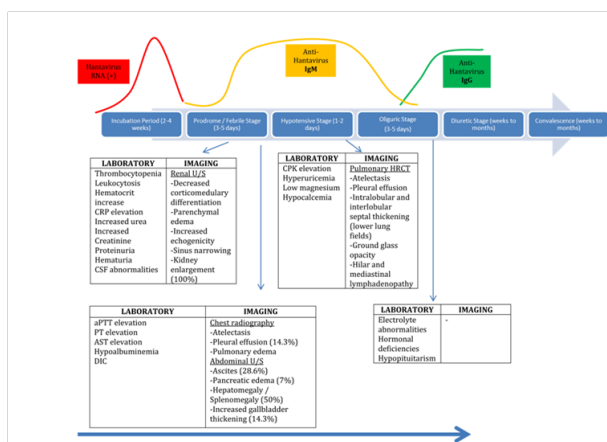 Hantavirus
RNA (+)
Anti-
Hantavirus
IgM
Anti-
Hantavirus
IgG
Incubation Period (2-4
weeks)
Prodrome / Febrile Stage
(3-5 days)
Hypotensive Stage (1-2
days)
Oliguric Stage
(3-5 days)
Diuretic Stage (weeks to
months)
Convalescence (weeks to
months)
LABORATORY
Thrombocytopenia
Leukocytosis
Hematocrit
increase
CRP elevation
Increased urea
Increased
Creatinine
Proteinuria
Hematuria
CSF abnormalities
IMAGING
Renal U/S
-Decreased
corticomedulary
differentiation
-Parenchymal
edema
-Increased
echogenicity
-Sinus narrowing
-Kidney
enlargement
(100%)
LABORATORY
CPK elevation
Hyperuricemia
Low magnesium
Hypocalcemia
IMAGING
Pulmonary HRCT
-Atelectasis
-Pleural effusion
-Intralobular and
interlobular
septal thickening
(lower lung
fields)
-Ground glass
opacity
-Hilar and
mediastinal
lymphadenopathy
LABORATORY
aPTT elevation
PT elevation
AST elevation
Hypoalbuminemia
DIC
IMAGING
Chest radiography
-Atelectasis
-Pleural effusion (14.3%)
-Pulmonary edema
Abdominal U/S
-Ascites (28.6%)
-Pancreatic edema (7%)
-Hepatomegaly /
Splenomegaly (50%)
-Increased gallbladder
thickening (14.3%)
LABORATORY
Electrolyte
abnormalities
Hormonal
deficiencies
Hypopituitarism
IMAGING
-